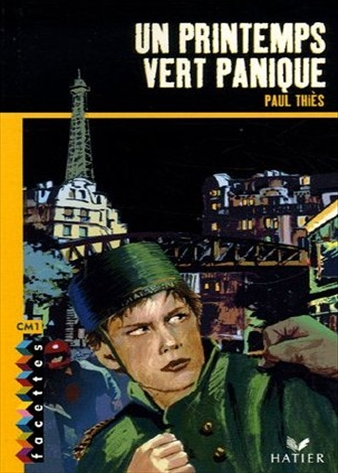 UN PRINTEMPS
VERT PANIQUE
PAUL THIÈS
CM1
facettes
HATIER